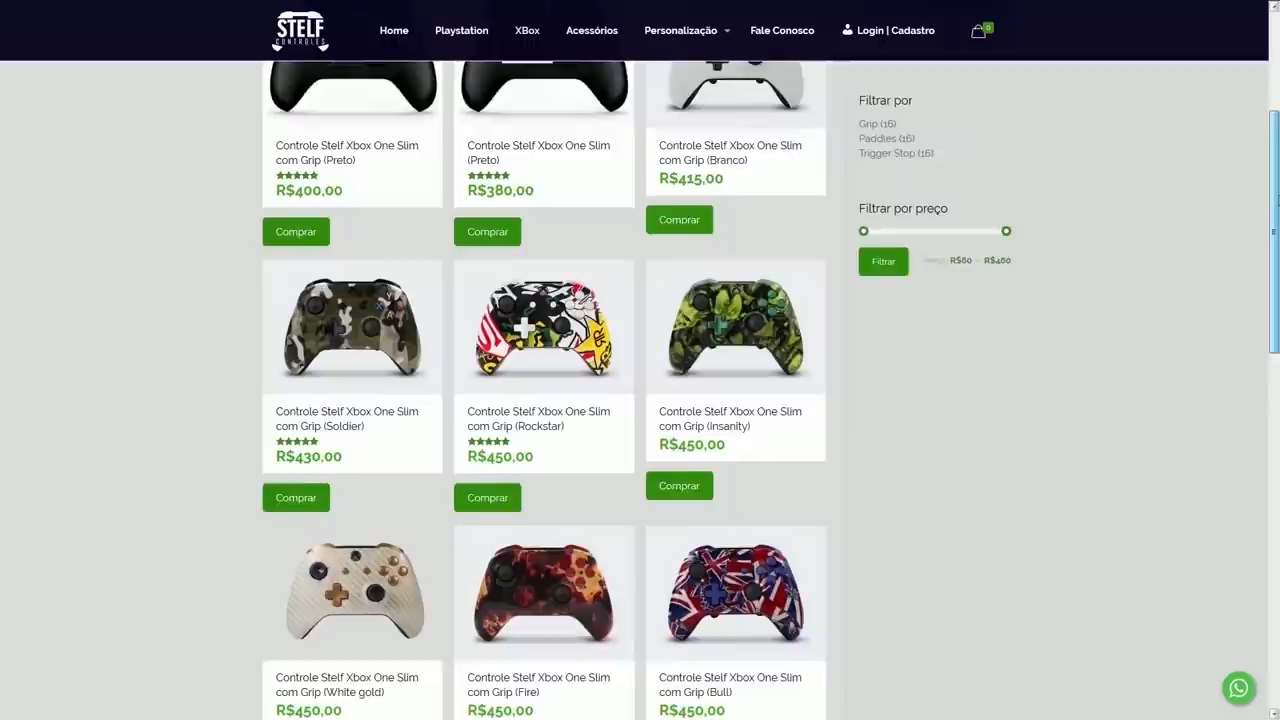 STELF
CONTROLES
Home
Playstation
XBox
Acessórios
Personalização
Fale Conosco
Login | Cadastro
0
Controle Stelf Xbox One Slim
com Grip (Preto)
R$400,00
Comprar
Controle Stelf Xbox One Slim
(Preto)
R$380,00
Comprar
Controle Stelf Xbox One Slim
com Grip (Branco)
R$415,00
Comprar
Filtrar por
Grip (16)
Paddles (16)
Trigger Stop (16)
Filtrar por preço
Filtrar
R$60 - R$460
Controle Stelf Xbox One Slim
com Grip (Soldier)
R$430,00
Comprar
Controle Stelf Xbox One Slim
com Grip (Rockstar)
R$450,00
Comprar
Controle Stelf Xbox One Slim
com Grip (Insanity)
R$450,00
Comprar
Controle Stelf Xbox One Slim
com Grip (White gold)
R$450,00
Controle Stelf Xbox One Slim
com Grip (Fire)
R$450,00
Controle Stelf Xbox One Slim
com Grip (Bull)
R$450,00